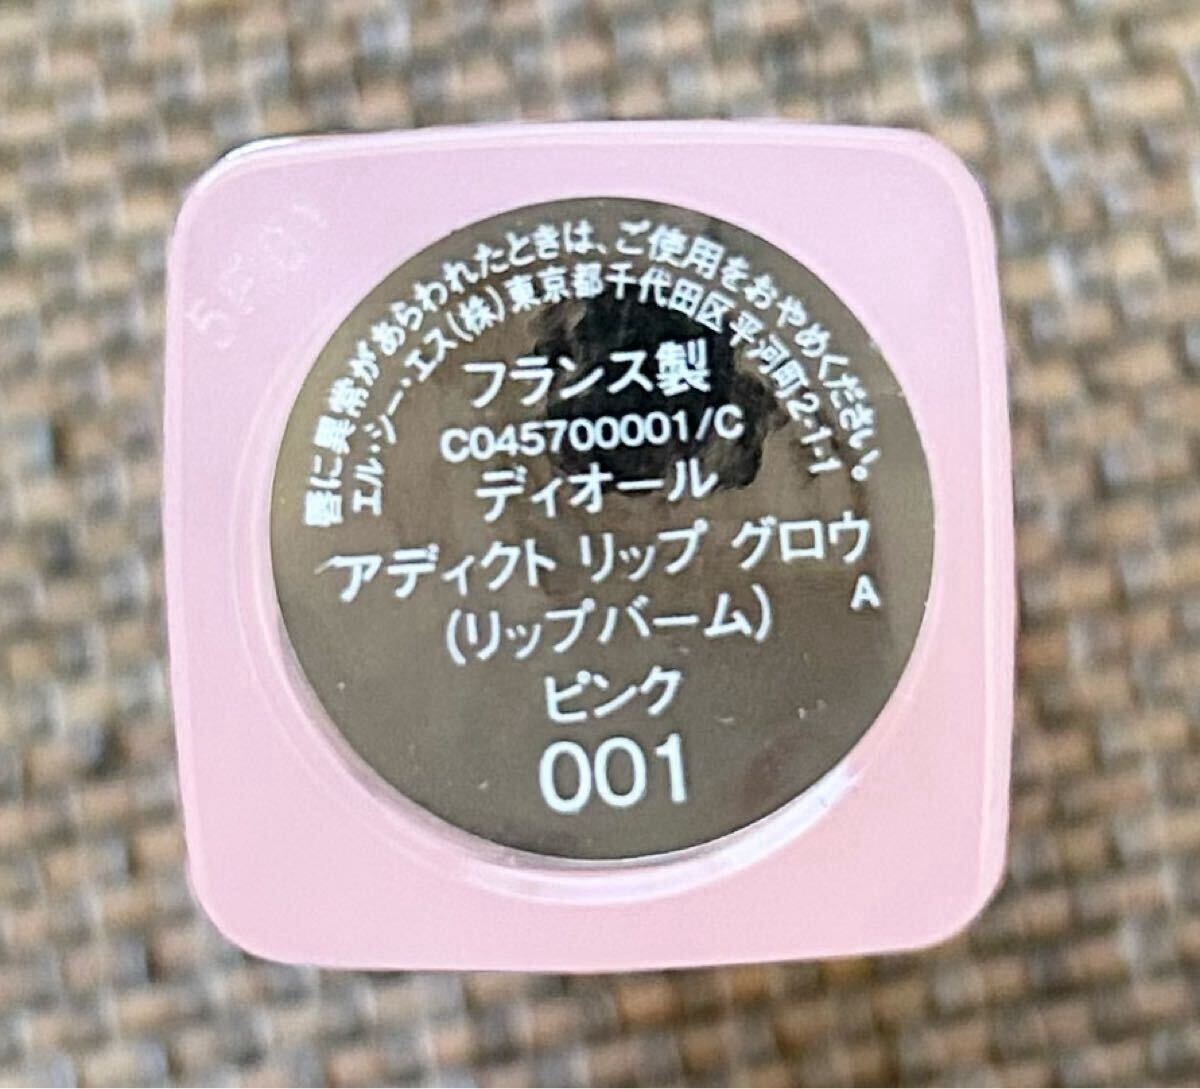 唇に異常があらわれたときは、ご使用をおやめください。
エル・シー・エス(株)東京都千代田区平河町2-1-1
フランス製
C045700001/C
ディオール
アディクト リップ グロウ
A
(リップバーム)
ピンク
001